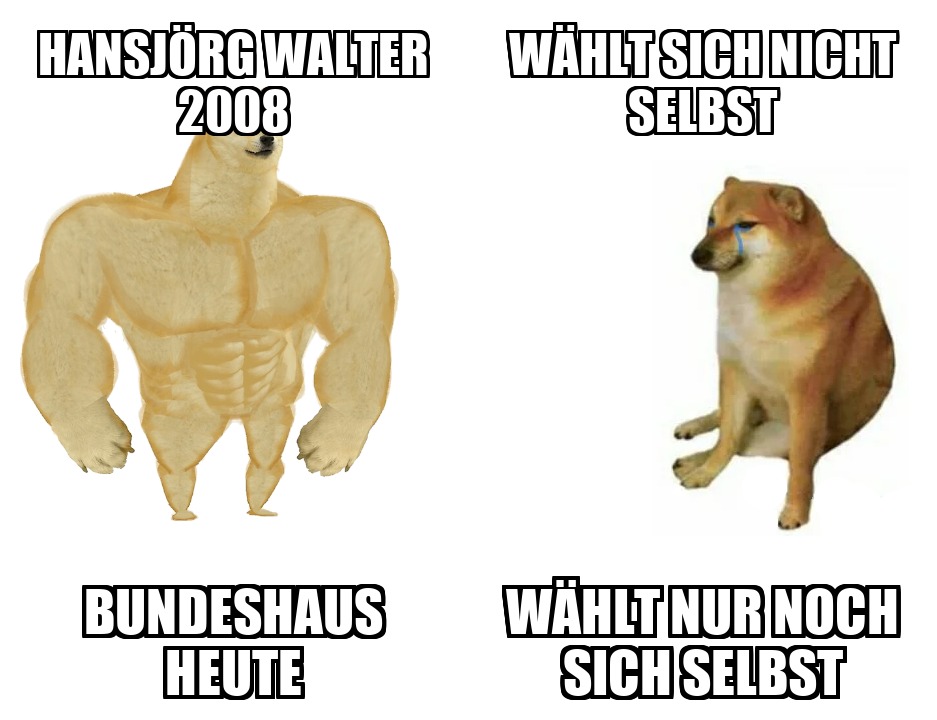 HANSJÖRG WALTER
2008
WÄHLT SICH NICHT
SELBST
BUNDESHAUS
HEUTE
WÄHLT NUR NOCH
SICH SELBST